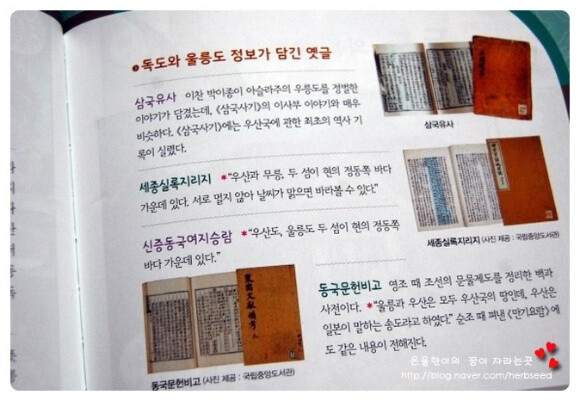 독도와 울릉도 정보가 담긴 옛글
삼국유사 이찬 박이종이 아슬라주의 우릉도를 정벌한
이야기가 담겼는데, 《삼국사기》의 이사부 이야기와 매우
비슷하다. 《삼국사기》에는 우산국에 관한 최초의 역사 기
록이 실렸다.
삼국유사
세종실록지리지 *“우산과 무릉, 두 섬이 현의 정동쪽 바다
가운데 있다. 서로 멀지 않아 날씨가 맑으면 바라볼 수 있다.”
세종실록지리지 (사진 제공 : 국립중앙도서관)
신증동국여지승람 *“우산도, 울릉도 두 섬이 현의 정동쪽
바다 가운데 있다.”
동국문헌비고 (사진 제공 : 국립중앙도서관)
동국문헌비고 영조 때 조선의 문물제도를 정리한 백과
사전이다. *“울릉과 우산은 모두 우산국의 땅인데, 우산은
일본이 말하는 송도라고 하였다.” 순조 때 펴낸 《만기요람》에
도 같은 내용이 전해진다.
은율한이의 꿈이 자라는곳
http://blog.naver.com/herbseed